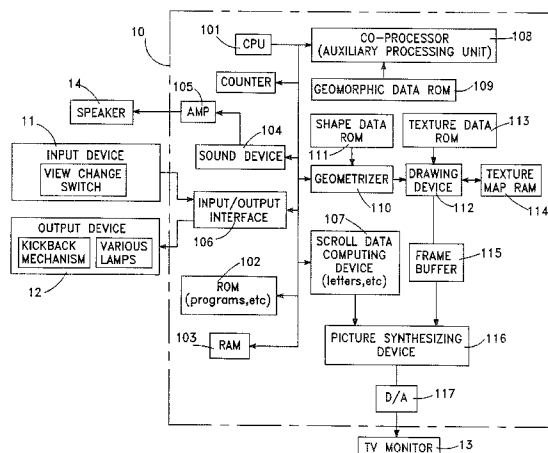 10
101
CPU
CO-PROCESSOR
(AUXILIARY PROCESSING UNIT)
108
COUNTER
GEOMORPHIC DATA ROM
109
14
105
SPEAKER
AMP
104
SOUND DEVICE
SHAPE DATA
ROM
111
TEXTURE DATA
ROM
113
11
INPUT DEVICE
VIEW CHANGE
SWITCH
GEOMETRIZER
110
DRAWING
DEVICE
112
TEXTURE
MAP RAM
114
INPUT/OUTPUT
INTERFACE
106
OUTPUT DEVICE
KICKBACK
MECHANISM
VARIOUS
LAMPS
12
107
SCROLL DATA
COMPUTING
DEVICE
(letters,etc)
FRAME
BUFFER
115
102
ROM
(programs,etc)
RAM
103
PICTURE SYNTHESIZING
DEVICE
116
D/A
117
TV MONITOR
13